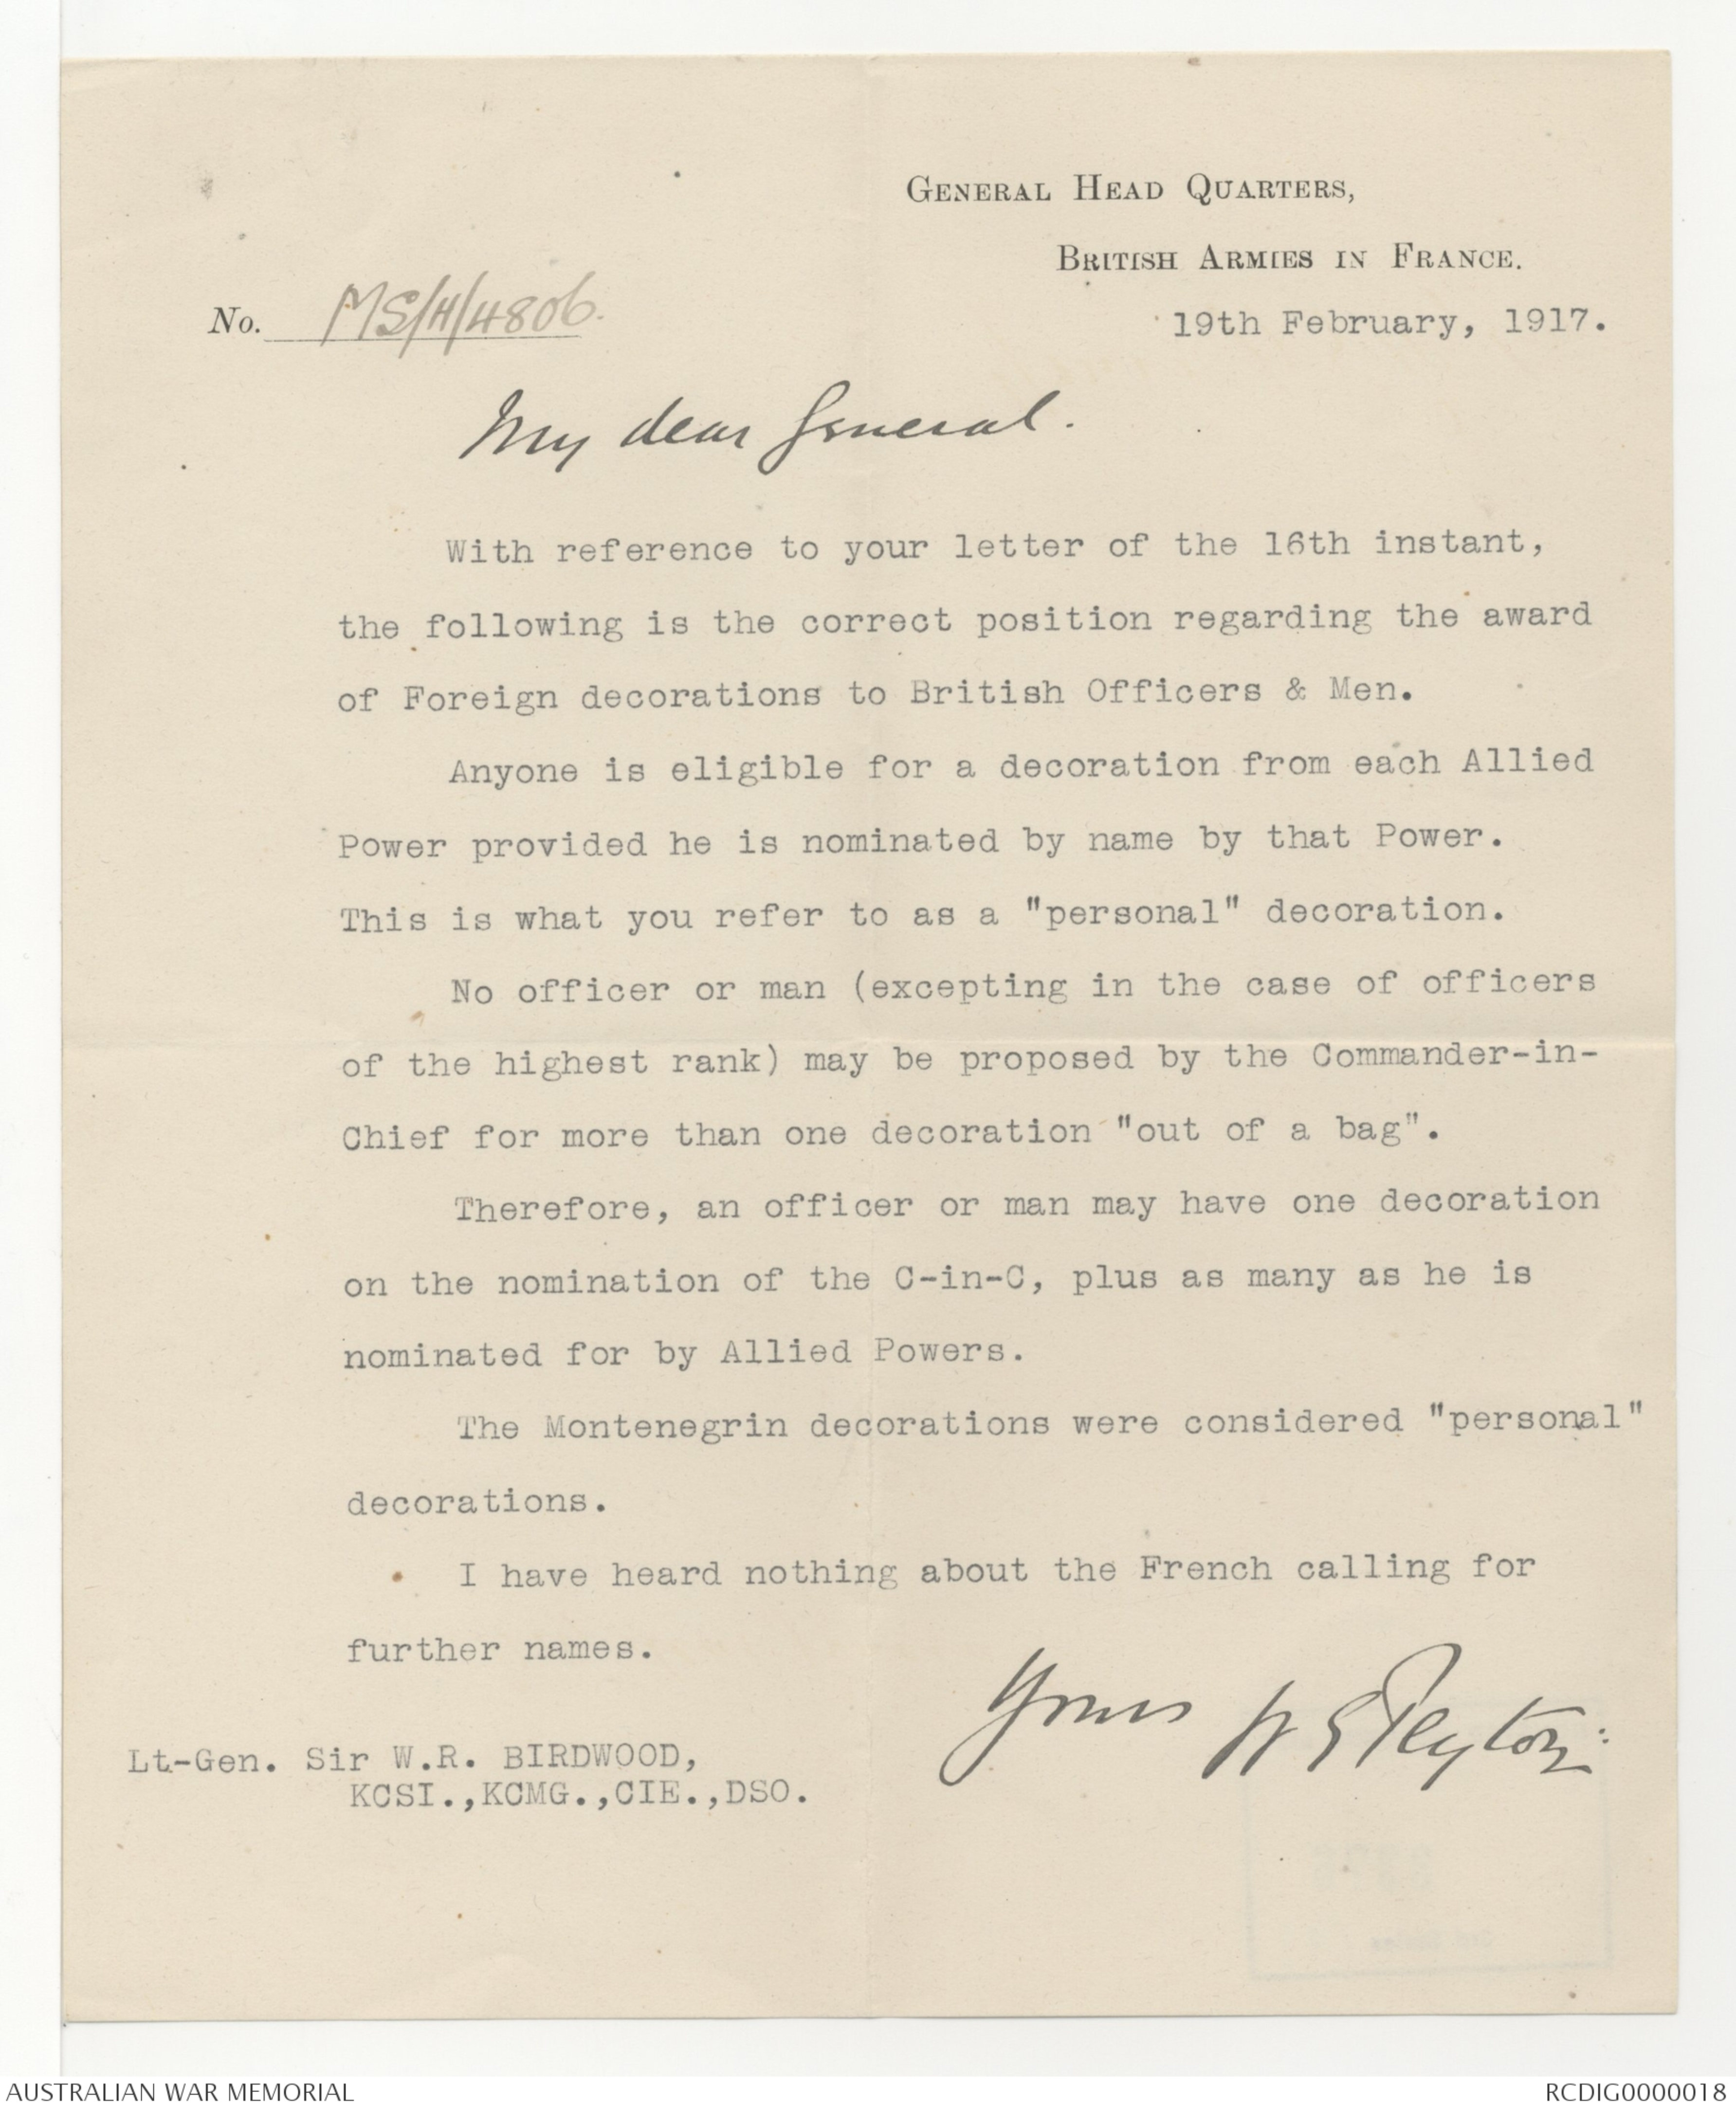 GENERAL HEAD QUARTERS,
BRITISH ARMIES IN FRANCE.
No. MS/H/4806.
19th February, 1917.
My dear General.
With reference to your letter of the 16th instant,
the following is the correct position regarding the award
of Foreign decorations to British Officers & Men.
Anyone is eligible for a decoration from each Allied
Power provided he is nominated by name by that Power.
This is what you refer to as a "personal" decoration.
No officer or man (excepting in the case of officers
of the highest rank) may be proposed by the Commander-in-
Chief for more than one decoration "out of a bag".
Therefore, an officer or man may have one decoration
on the nomination of the C-in-C, plus as many as he is
nominated for by Allied Powers.
The Montenegrin decorations were considered "personal"
decorations.
I have heard nothing about the French calling for
further names.
Yours W E Peyton
Lt-Gen. Sir W.R. BIRDWOOD,
KCSI.,KCMG.,CIE.,DSO.
AUSTRALIAN WAR MEMORIAL
RCDIG0000018